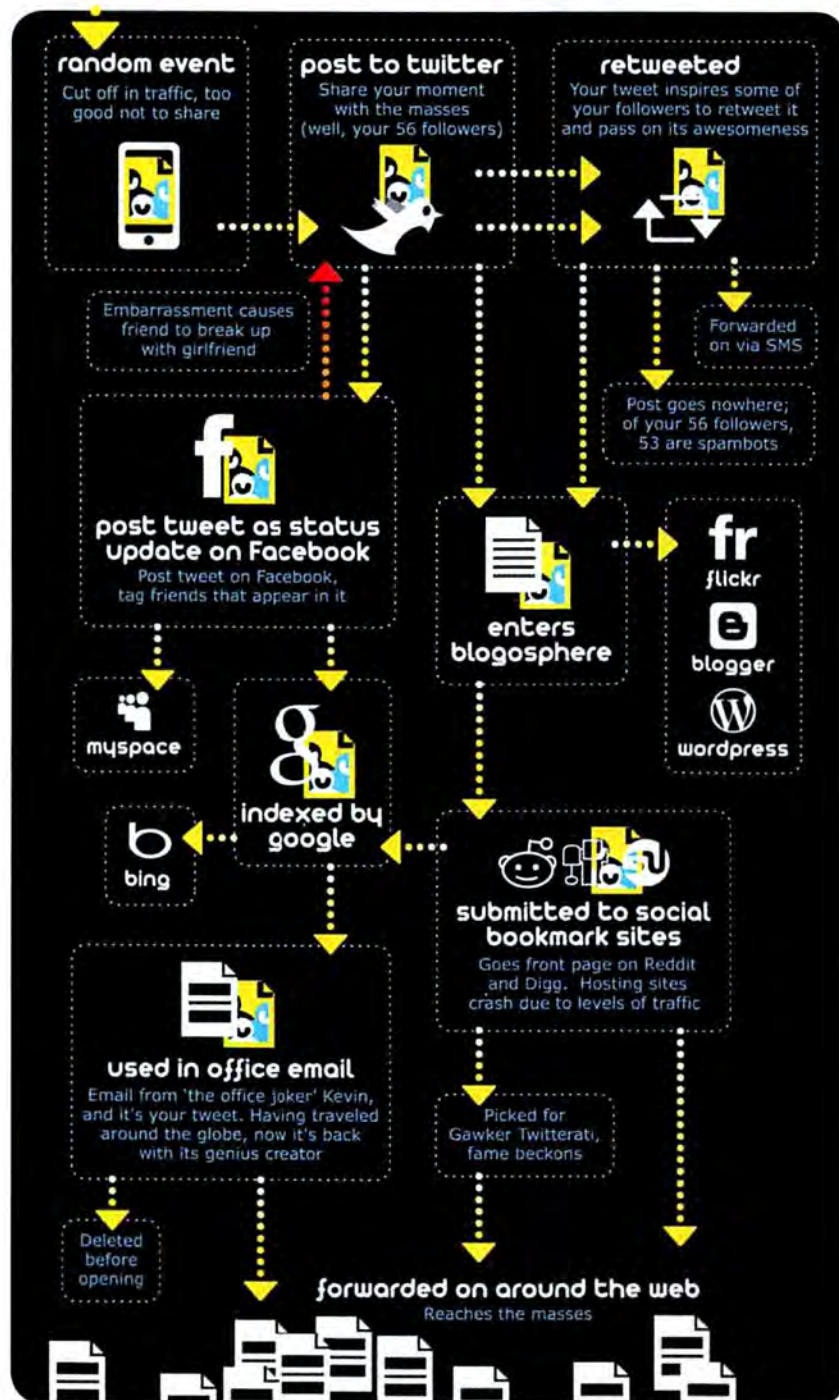 random event
Cut off in traffic, too
good not to share
post to twitter
Share your moment
with the masses
(well, your 56 followers)
retweeted
Your tweet inspires some of
your followers to retweet it
and pass on its awesomeness
Embarrassment causes
friend to break up
with girlfriend
Forwarded
on via SMS
Post goes nowhere;
of your 56 followers,
53 are spambots
f
post tweet as status
update on Facebook
Post tweet on Facebook,
tag friends that appear in it
enters
blogosphere
fr
flickr
B
blogger
W
wordpress
myspace
g
indexed by
google
b
bing
submitted to social
bookmark sites
Goes front page on Reddit
and Digg. Hosting sites
crash due to levels of traffic
used in office email
Email from 'the office joker' Kevin,
and it's your tweet. Having traveled
around the globe, now it's back
with its genius creator
Picked for
Gawker Twitterati,
fame beckons
Deleted
before
opening
forwarded on around the web
Reaches the masses